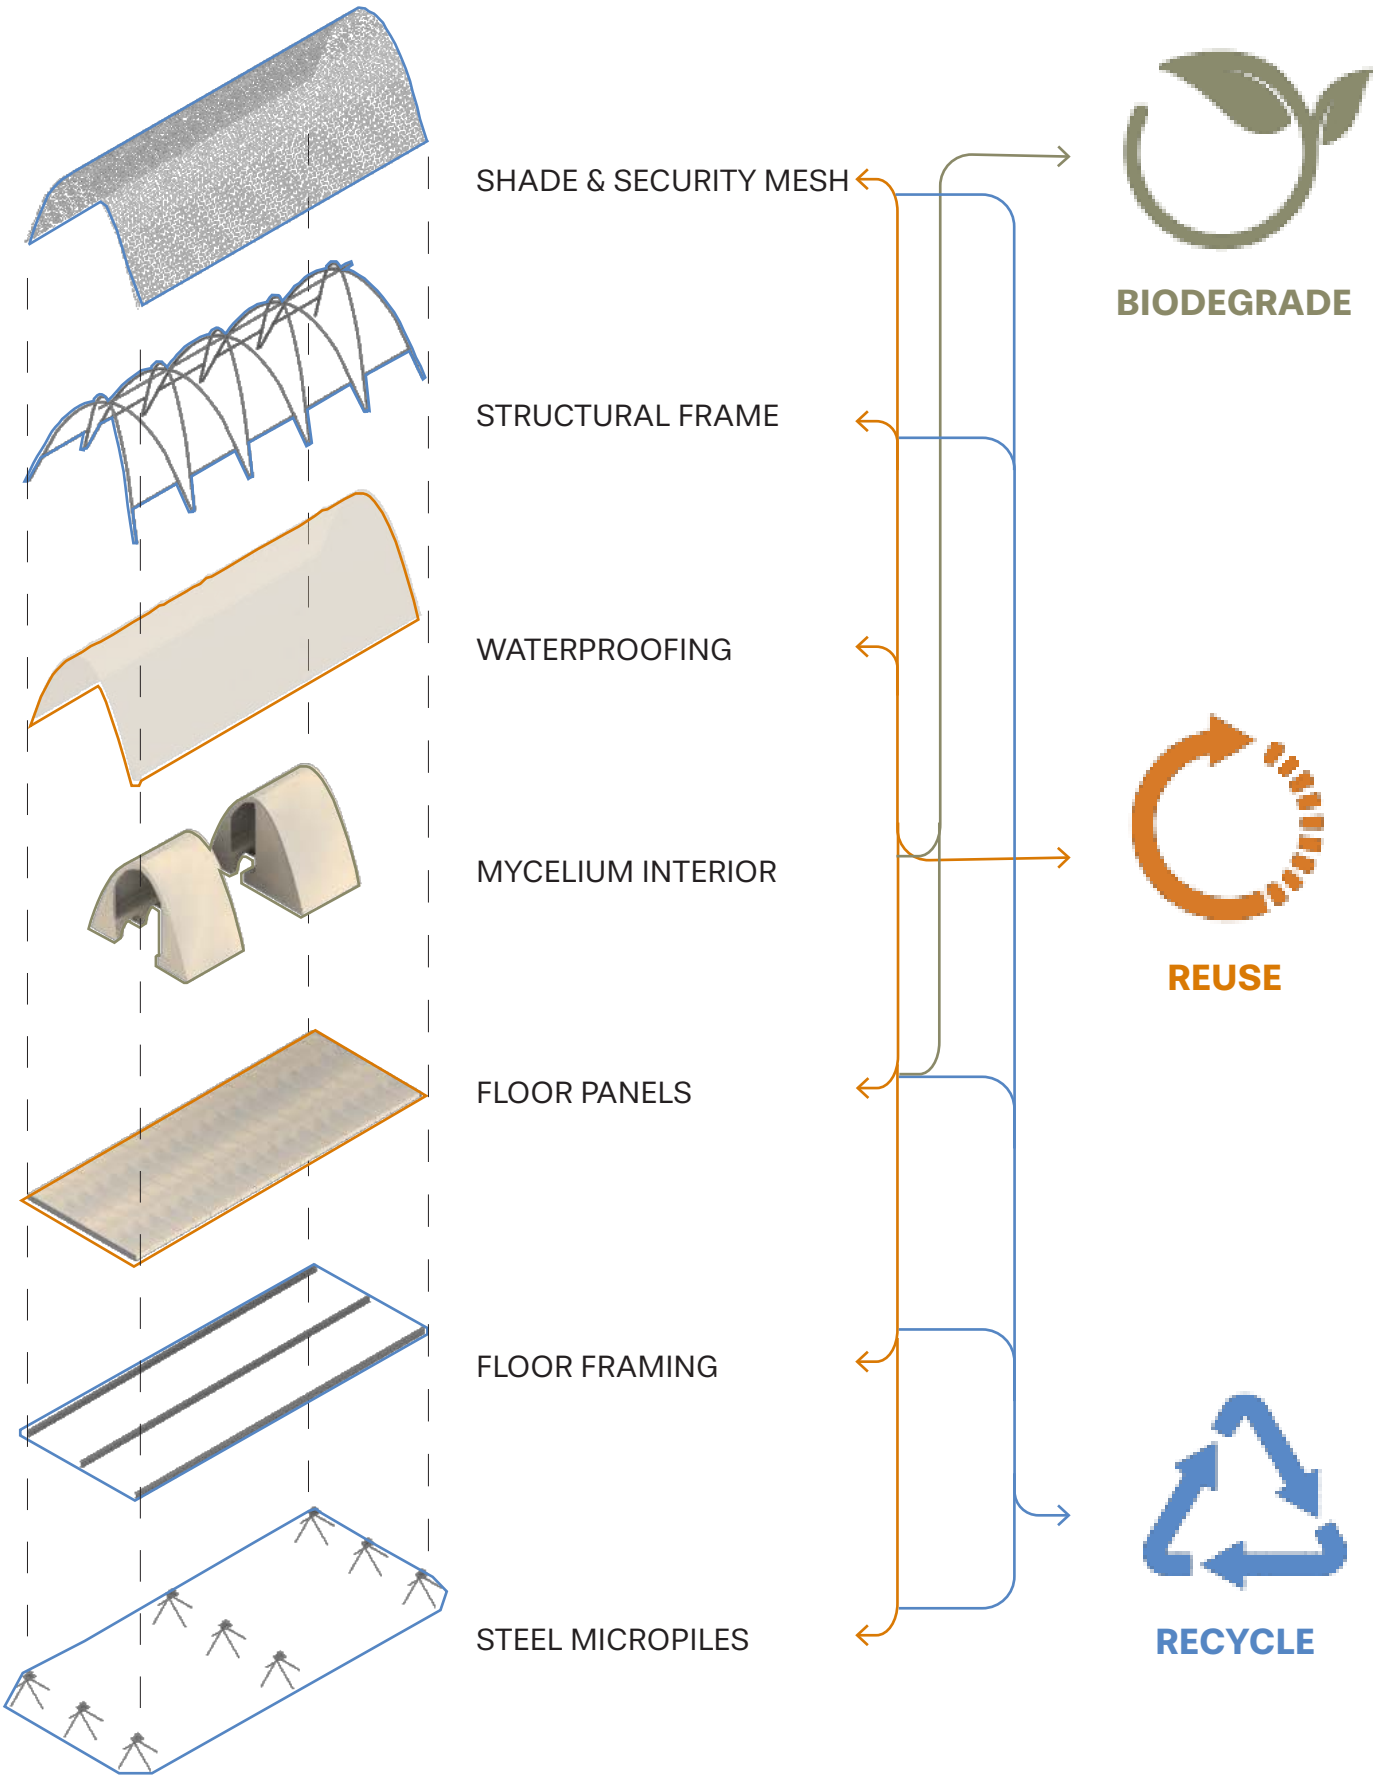 SHADE & SECURITY MESH
BIODEGRADE
STRUCTURAL FRAME
WATERPROOFING
MYCELIUM INTERIOR
REUSE
FLOOR PANELS
FLOOR FRAMING
STEEL MICROPILES
RECYCLE